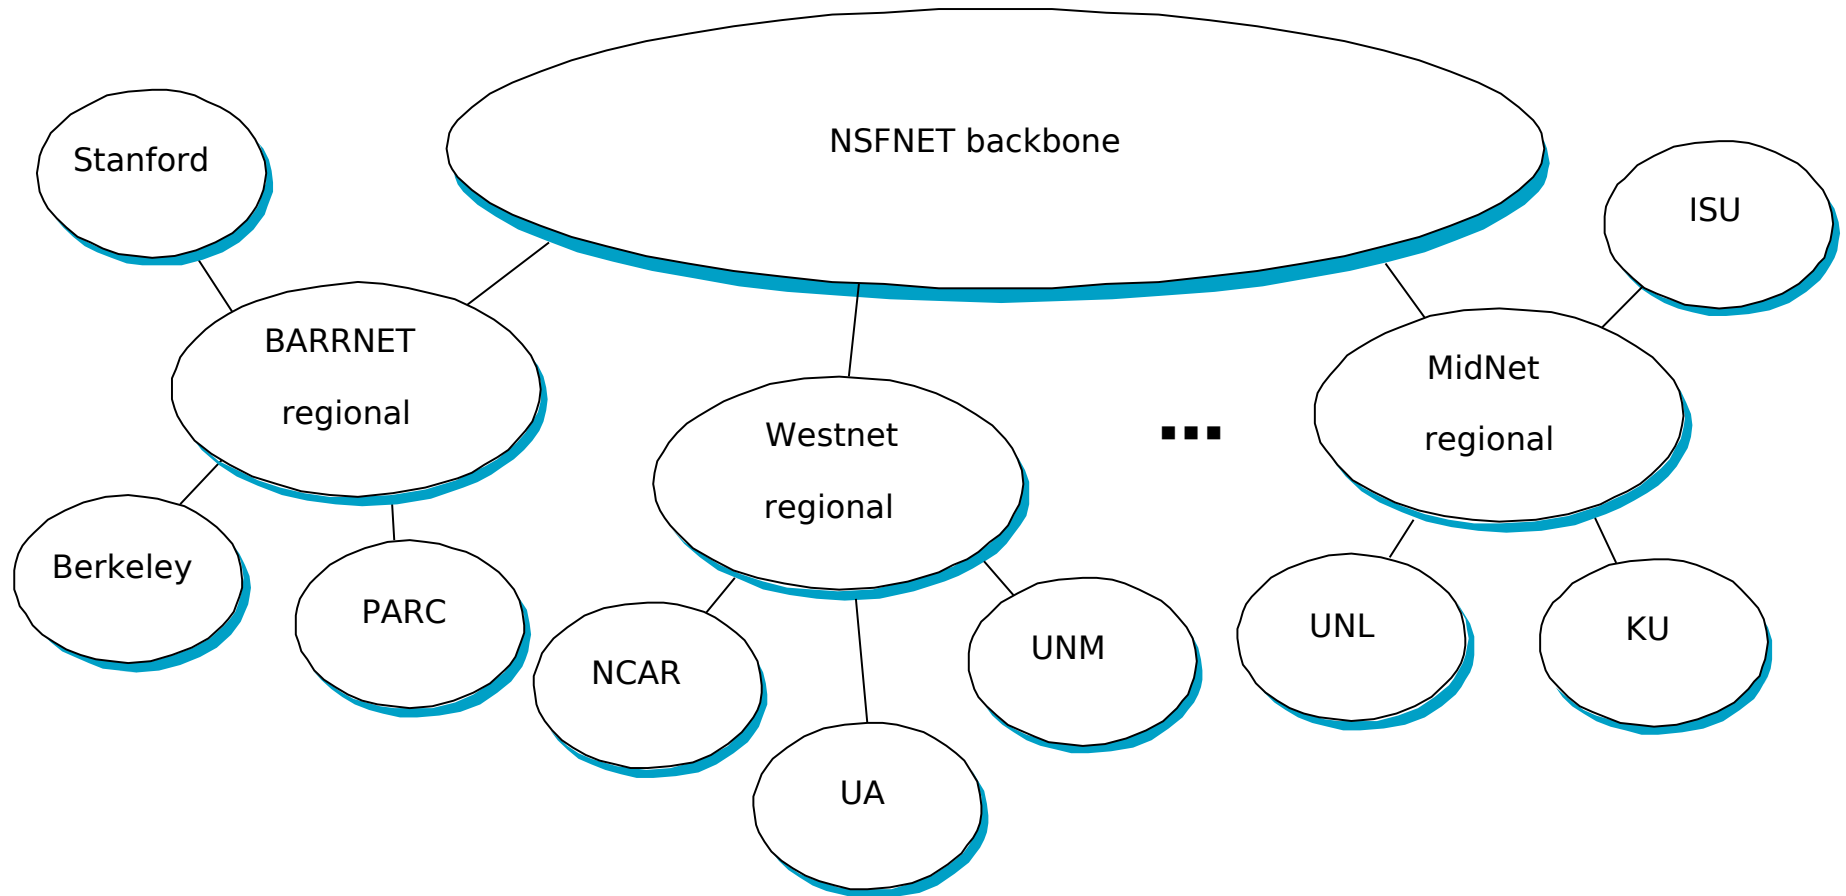 NSFNET backbone
Stanford
ISU
BARRNET
regional
MidNet
regional
Westnet
regional
...
Berkeley
PARC
NCAR
UNM
UNL
KU
UA